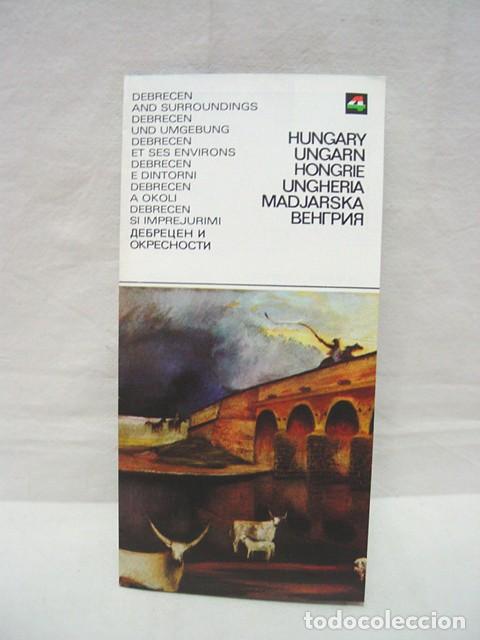 DEBRECEN
AND SURROUNDINGS
DEBRECEN
UND UMGEBUNG
DEBRECEN
ET SES ENVIRONS
DEBRECEN
E DINTORNI
DEBRECEN
A OKOLI
DEBRECEN
SI IMPREJURIMI
ДЕБРЕЦЕН И
ОКРЕСНОСТИ
4
HUNGARY
UNGARN
HONGRIE
UNGHERIA
MADJARSKA
ВЕНГРИЯ
todocoleccion